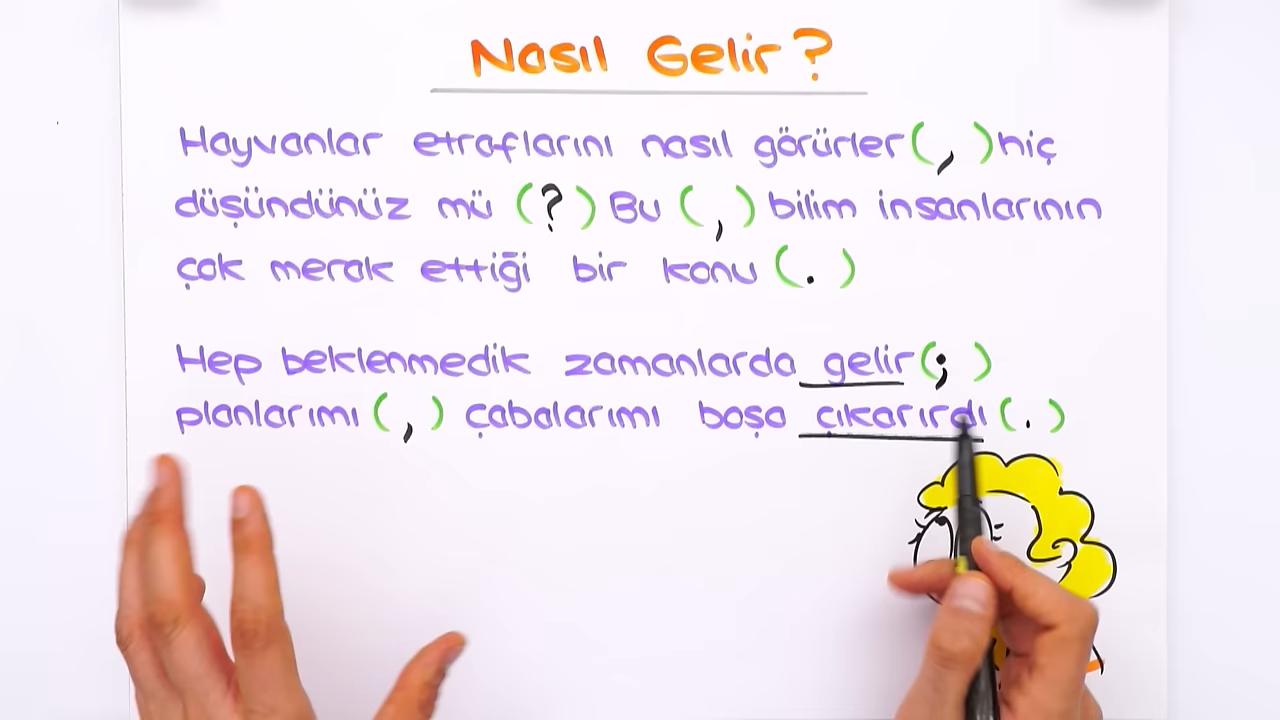 Nasıl Gelir?
Hayvanlar etraflarını nasıl görürler(,)hiç
düşündünüz mü (?) Bu (,) bilim insanlarının
çok merak ettiği bir konu (.)
Hep beklenmedik zamanlarda gelir(;)
planlarımı(,) çabalarımı boşa çıkarırdı(.)